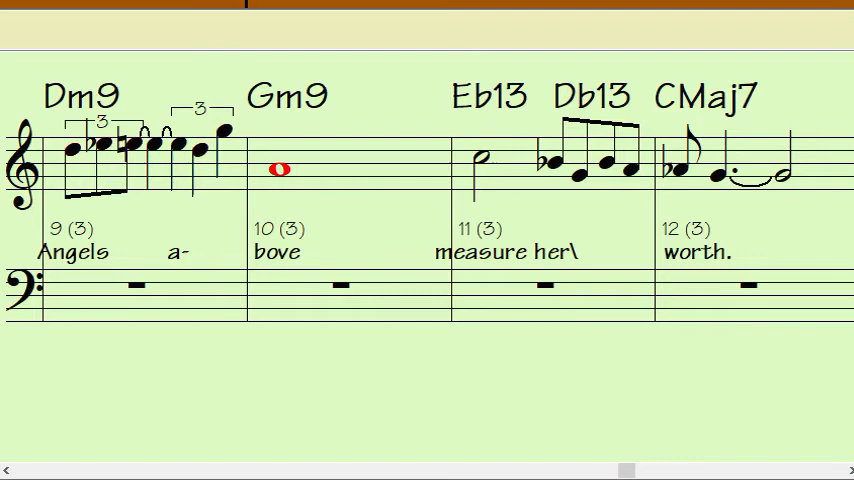 Dm9 Gm9 Eb13 Db13 CMaj7
3 3
9 (3) 10 (3) 11 (3) 12 (3)
Angels a- bove measure her\ worth.